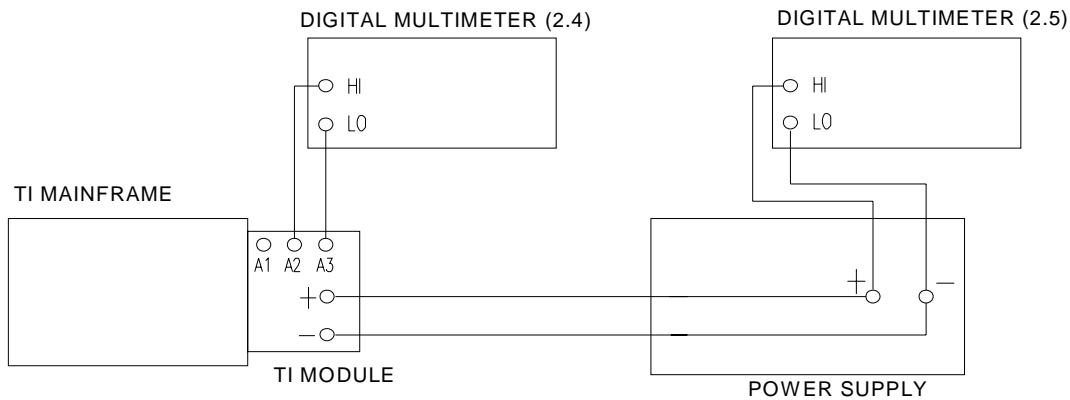 DIGITAL MULTIMETER (2.4)
DIGITAL MULTIMETER (2.5)
HI
LO
HI
LO
TI MAINFRAME
A1 A2 A3
+
−
+ −
TI MODULE
POWER SUPPLY